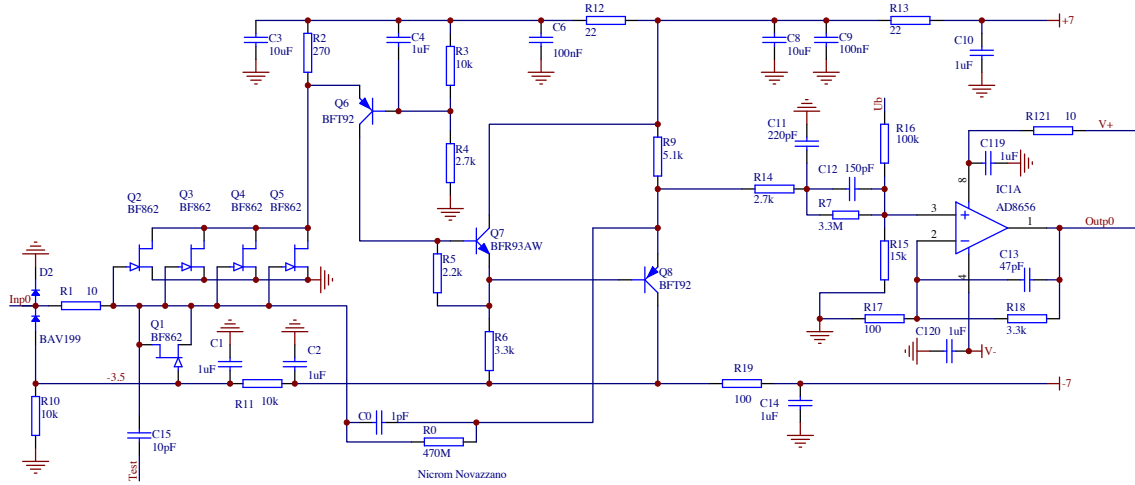 R12
22
R13
22
+7
C3
10uF
R2
270
C4
1uF
R3
10k
C6
100nF
C8
10uF
C9
100nF
C10
1uF
Q6
BFT92
R4
2.7k
R9
5.1k
C11
220pF
Ub
R16
100k
R121 10
V+
C119
1uF
C12 150pF
R14
2.7k
R7
3.3M
8
IC1A
AD8656
3
2
1
4
Outp0
Q2
BF862
Q3
BF862
Q4
BF862
Q5
BF862
Q7
BFR93AW
R5
2.2k
Q8
BFT92
R15
15k
C13
47pF
D2
Inp0
R1 10
BAV199
Q1
BF862
C1
1uF
C2
1uF
R6
3.3k
R17
100
C120 1uF
V-
R18
3.3k
-3.5
R11 10k
R10
10k
R19
100
C14
1uF
-7
C15
10pF
Test
C0 1pF
R0
470M
Nicrom Novazzano